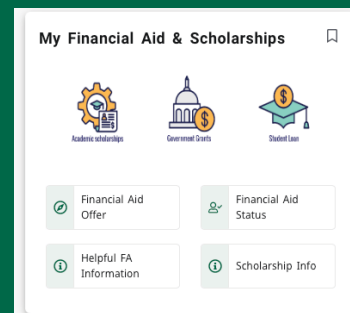 My Financial Aid & Scholarships
Academic scholarships
Government Grants
Student Loan
Financial Aid
Offer
Financial Aid
Status
Helpful FA
Information
Scholarship Info